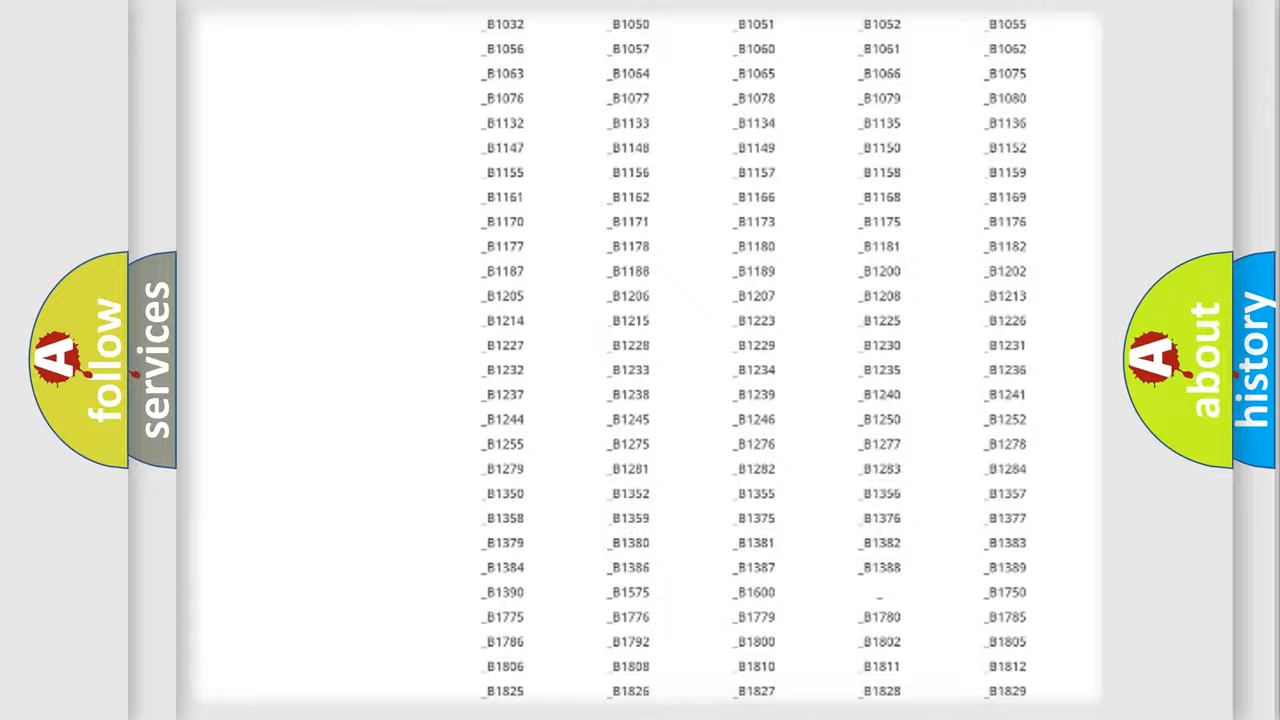 _B1032 _B1050 _B1051 _B1052 _B1055
_B1056 _B1057 _B1060 _B1061 _B1062
_B1063 _B1064 _B1065 _B1066 _B1075
_B1076 _B1077 _B1078 _B1079 _B1080
_B1132 _B1133 _B1134 _B1135 _B1136
_B1147 _B1148 _B1149 _B1150 _B1152
_B1155 _B1156 _B1157 _B1158 _B1159
_B1161 _B1162 _B1166 _B1168 _B1169
_B1170 _B1171 _B1173 _B1175 _B1176
_B1177 _B1178 _B1180 _B1181 _B1182
_B1187 _B1188 _B1189 _B1200 _B1202
_B1205 _B1206 _B1207 _B1208 _B1213
_B1214 _B1215 _B1223 _B1225 _B1226
_B1227 _B1228 _B1229 _B1230 _B1231
_B1232 _B1233 _B1234 _B1235 _B1236
_B1237 _B1238 _B1239 _B1240 _B1241
_B1244 _B1245 _B1246 _B1250 _B1252
_B1255 _B1275 _B1276 _B1277 _B1278
_B1279 _B1281 _B1282 _B1283 _B1284
_B1350 _B1352 _B1355 _B1356 _B1357
_B1358 _B1359 _B1375 _B1376 _B1377
_B1379 _B1380 _B1381 _B1382 _B1383
_B1384 _B1386 _B1387 _B1388 _B1389
_B1390 _B1575 _B1600 _ _B1750
_B1775 _B1776 _B1779 _B1780 _B1785
_B1786 _B1792 _B1800 _B1802 _B1805
_B1806 _B1808 _B1810 _B1811 _B1812
_B1825 _B1826 _B1827 _B1828 _B1829
A
follow
services
A
about
history